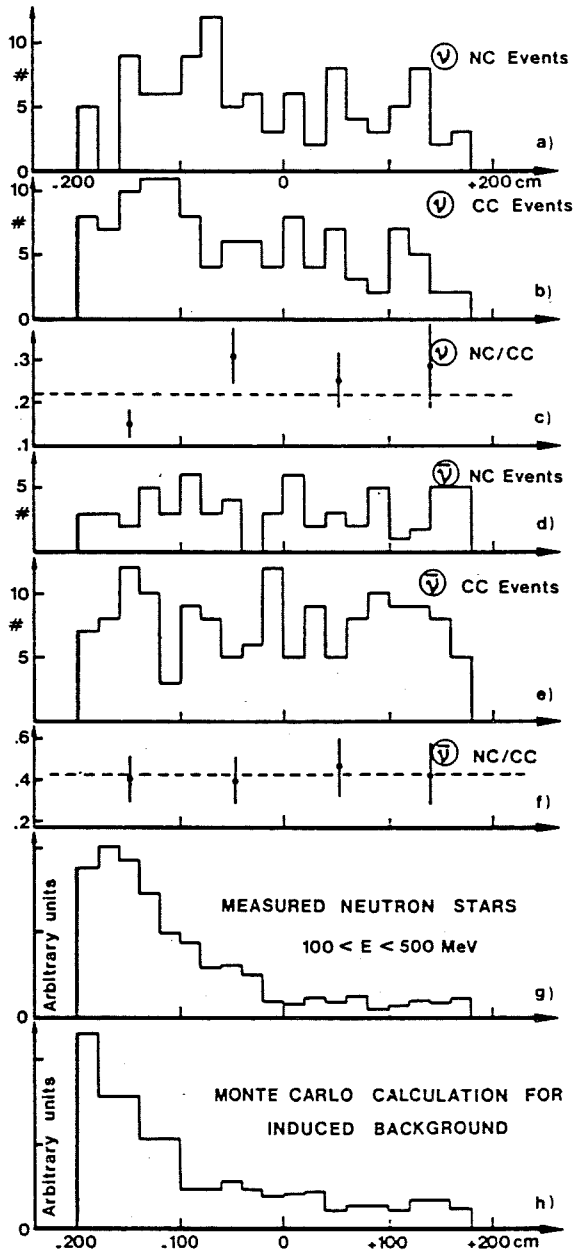 10
#
5
0
ν NC Events
a)
-200
-100
0
+100
+200 cm
10
#
5
0
ν CC Events
b)
.3
.2
.1
ν NC/CC
c)
5
#
ν̅ NC Events
d)
10
#
5
ν̅ CC Events
e)
.6
.4
.2
ν̅ NC/CC
f)
Arbitrary units
0
MEASURED NEUTRON STARS
100 < E < 500 MeV
g)
Arbitrary units
0
MONTE CARLO CALCULATION FOR
INDUCED BACKGROUND
h)
-200
-100
0
+100
+200 cm